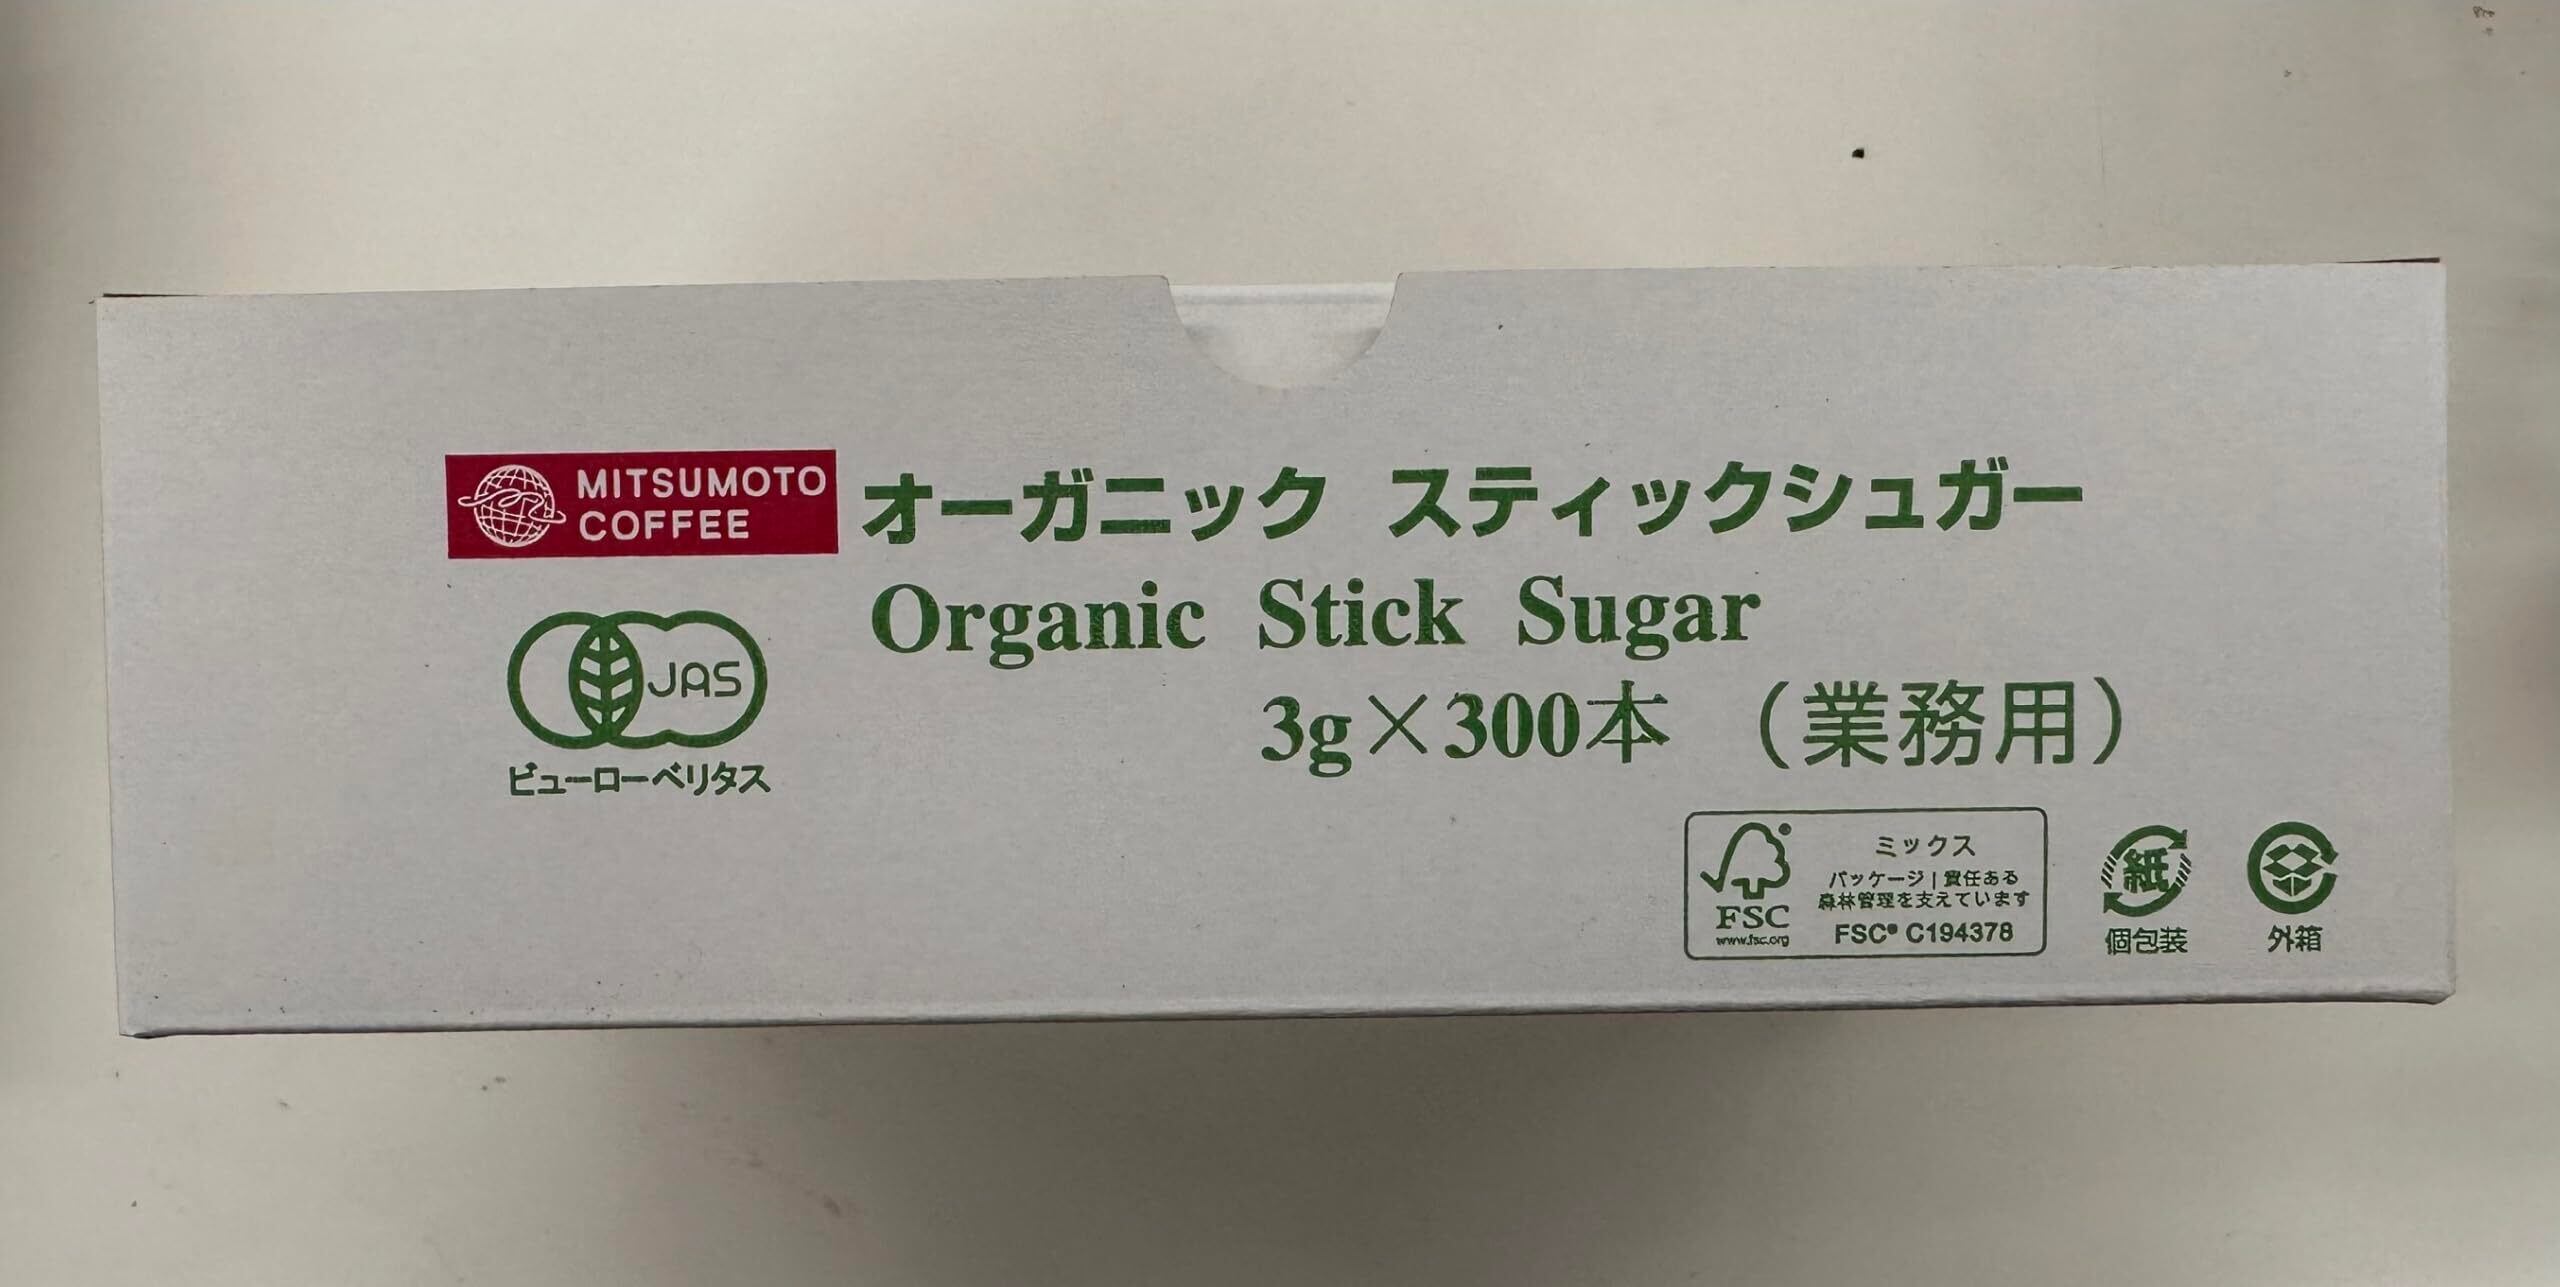 MITSUMOTO
COFFEE
オーガニック スティックシュガー
Organic Stick Sugar
3g×300本 （業務用）
JAS
ビューローベリタス
FSC
www.fsc.org
ミックス
パッケージ | 責任ある
森林管理を支えています
FSC® C194378
紙
個包装
外箱